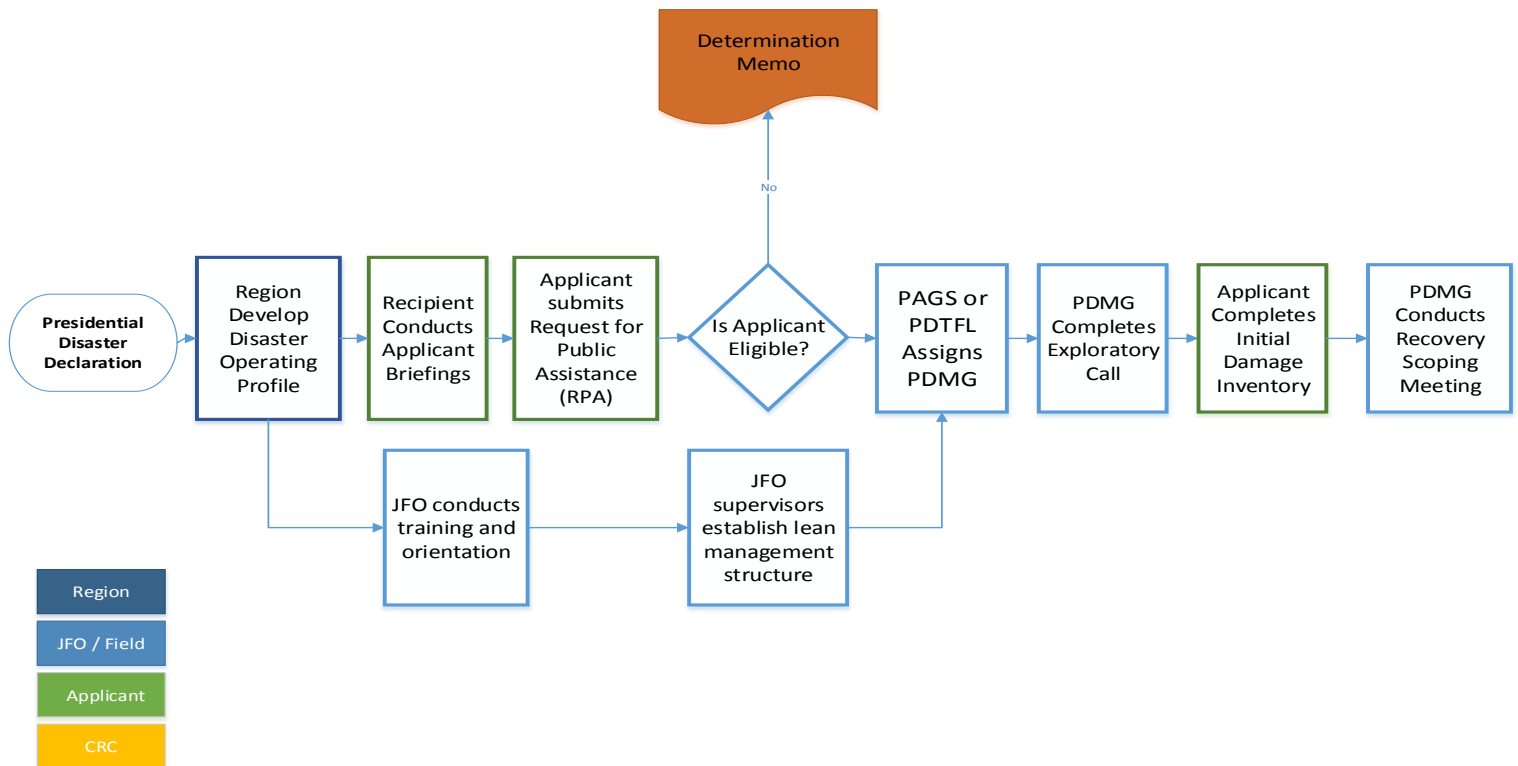 Determination
Memo
No
Presidential
Disaster
Declaration
Region
Develop
Disaster
Operating
Profile
Recipient
Conducts
Applicant
Briefings
Applicant
submits
Request for
Public
Assistance
(RPA)
Is Applicant
Eligible?
PAGS or
PDTFL
Assigns
PDMG
PDMG
Completes
Exploratory
Call
Applicant
Completes
Initial
Damage
Inventory
PDMG
Conducts
Recovery
Scoping
Meeting
JFO conducts
training and
orientation
JFO
supervisors
establish lean
management
structure
Region
JFO / Field
Applicant
CRC